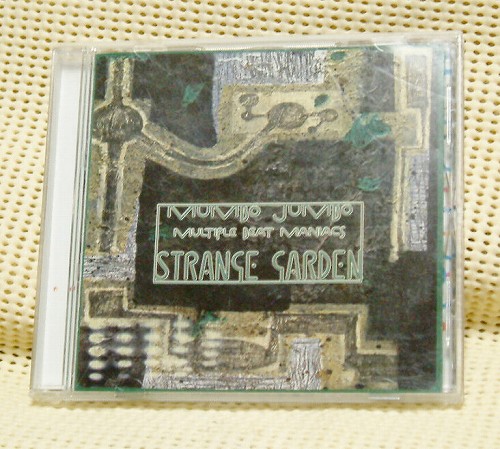 MUMBO JUMBO
MULTIPLE BEAT MANIACS
STRANGE GARDEN